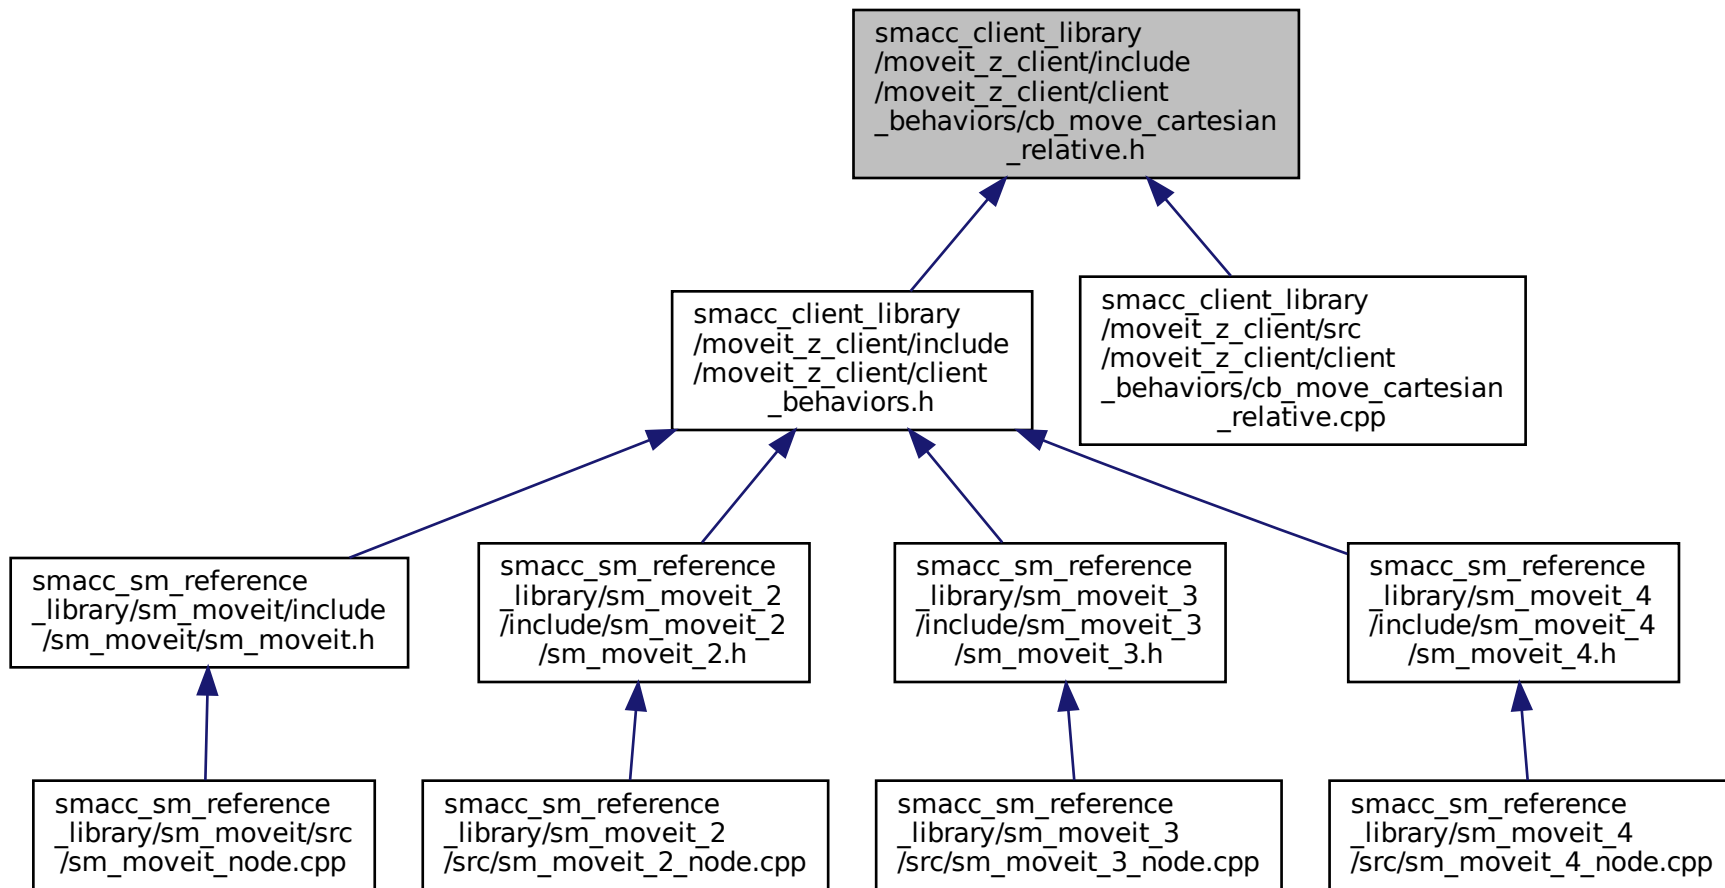 smacc_client_library
/moveit_z_client/include
/moveit_z_client/client
_behaviors/cb_move_cartesian
_relative.h
smacc_client_library
/moveit_z_client/include
/moveit_z_client/client
_behaviors.h
smacc_client_library
/moveit_z_client/src
/moveit_z_client/client
_behaviors/cb_move_cartesian
_relative.cpp
smacc_sm_reference
_library/sm_moveit/include
/sm_moveit/sm_moveit.h
smacc_sm_reference
_library/sm_moveit_2
/include/sm_moveit_2
/sm_moveit_2.h
smacc_sm_reference
_library/sm_moveit_3
/include/sm_moveit_3
/sm_moveit_3.h
smacc_sm_reference
_library/sm_moveit_4
/include/sm_moveit_4
/sm_moveit_4.h
smacc_sm_reference
_library/sm_moveit/src
/sm_moveit_node.cpp
smacc_sm_reference
_library/sm_moveit_2
/src/sm_moveit_2_node.cpp
smacc_sm_reference
_library/sm_moveit_3
/src/sm_moveit_3_node.cpp
smacc_sm_reference
_library/sm_moveit_4
/src/sm_moveit_4_node.cpp